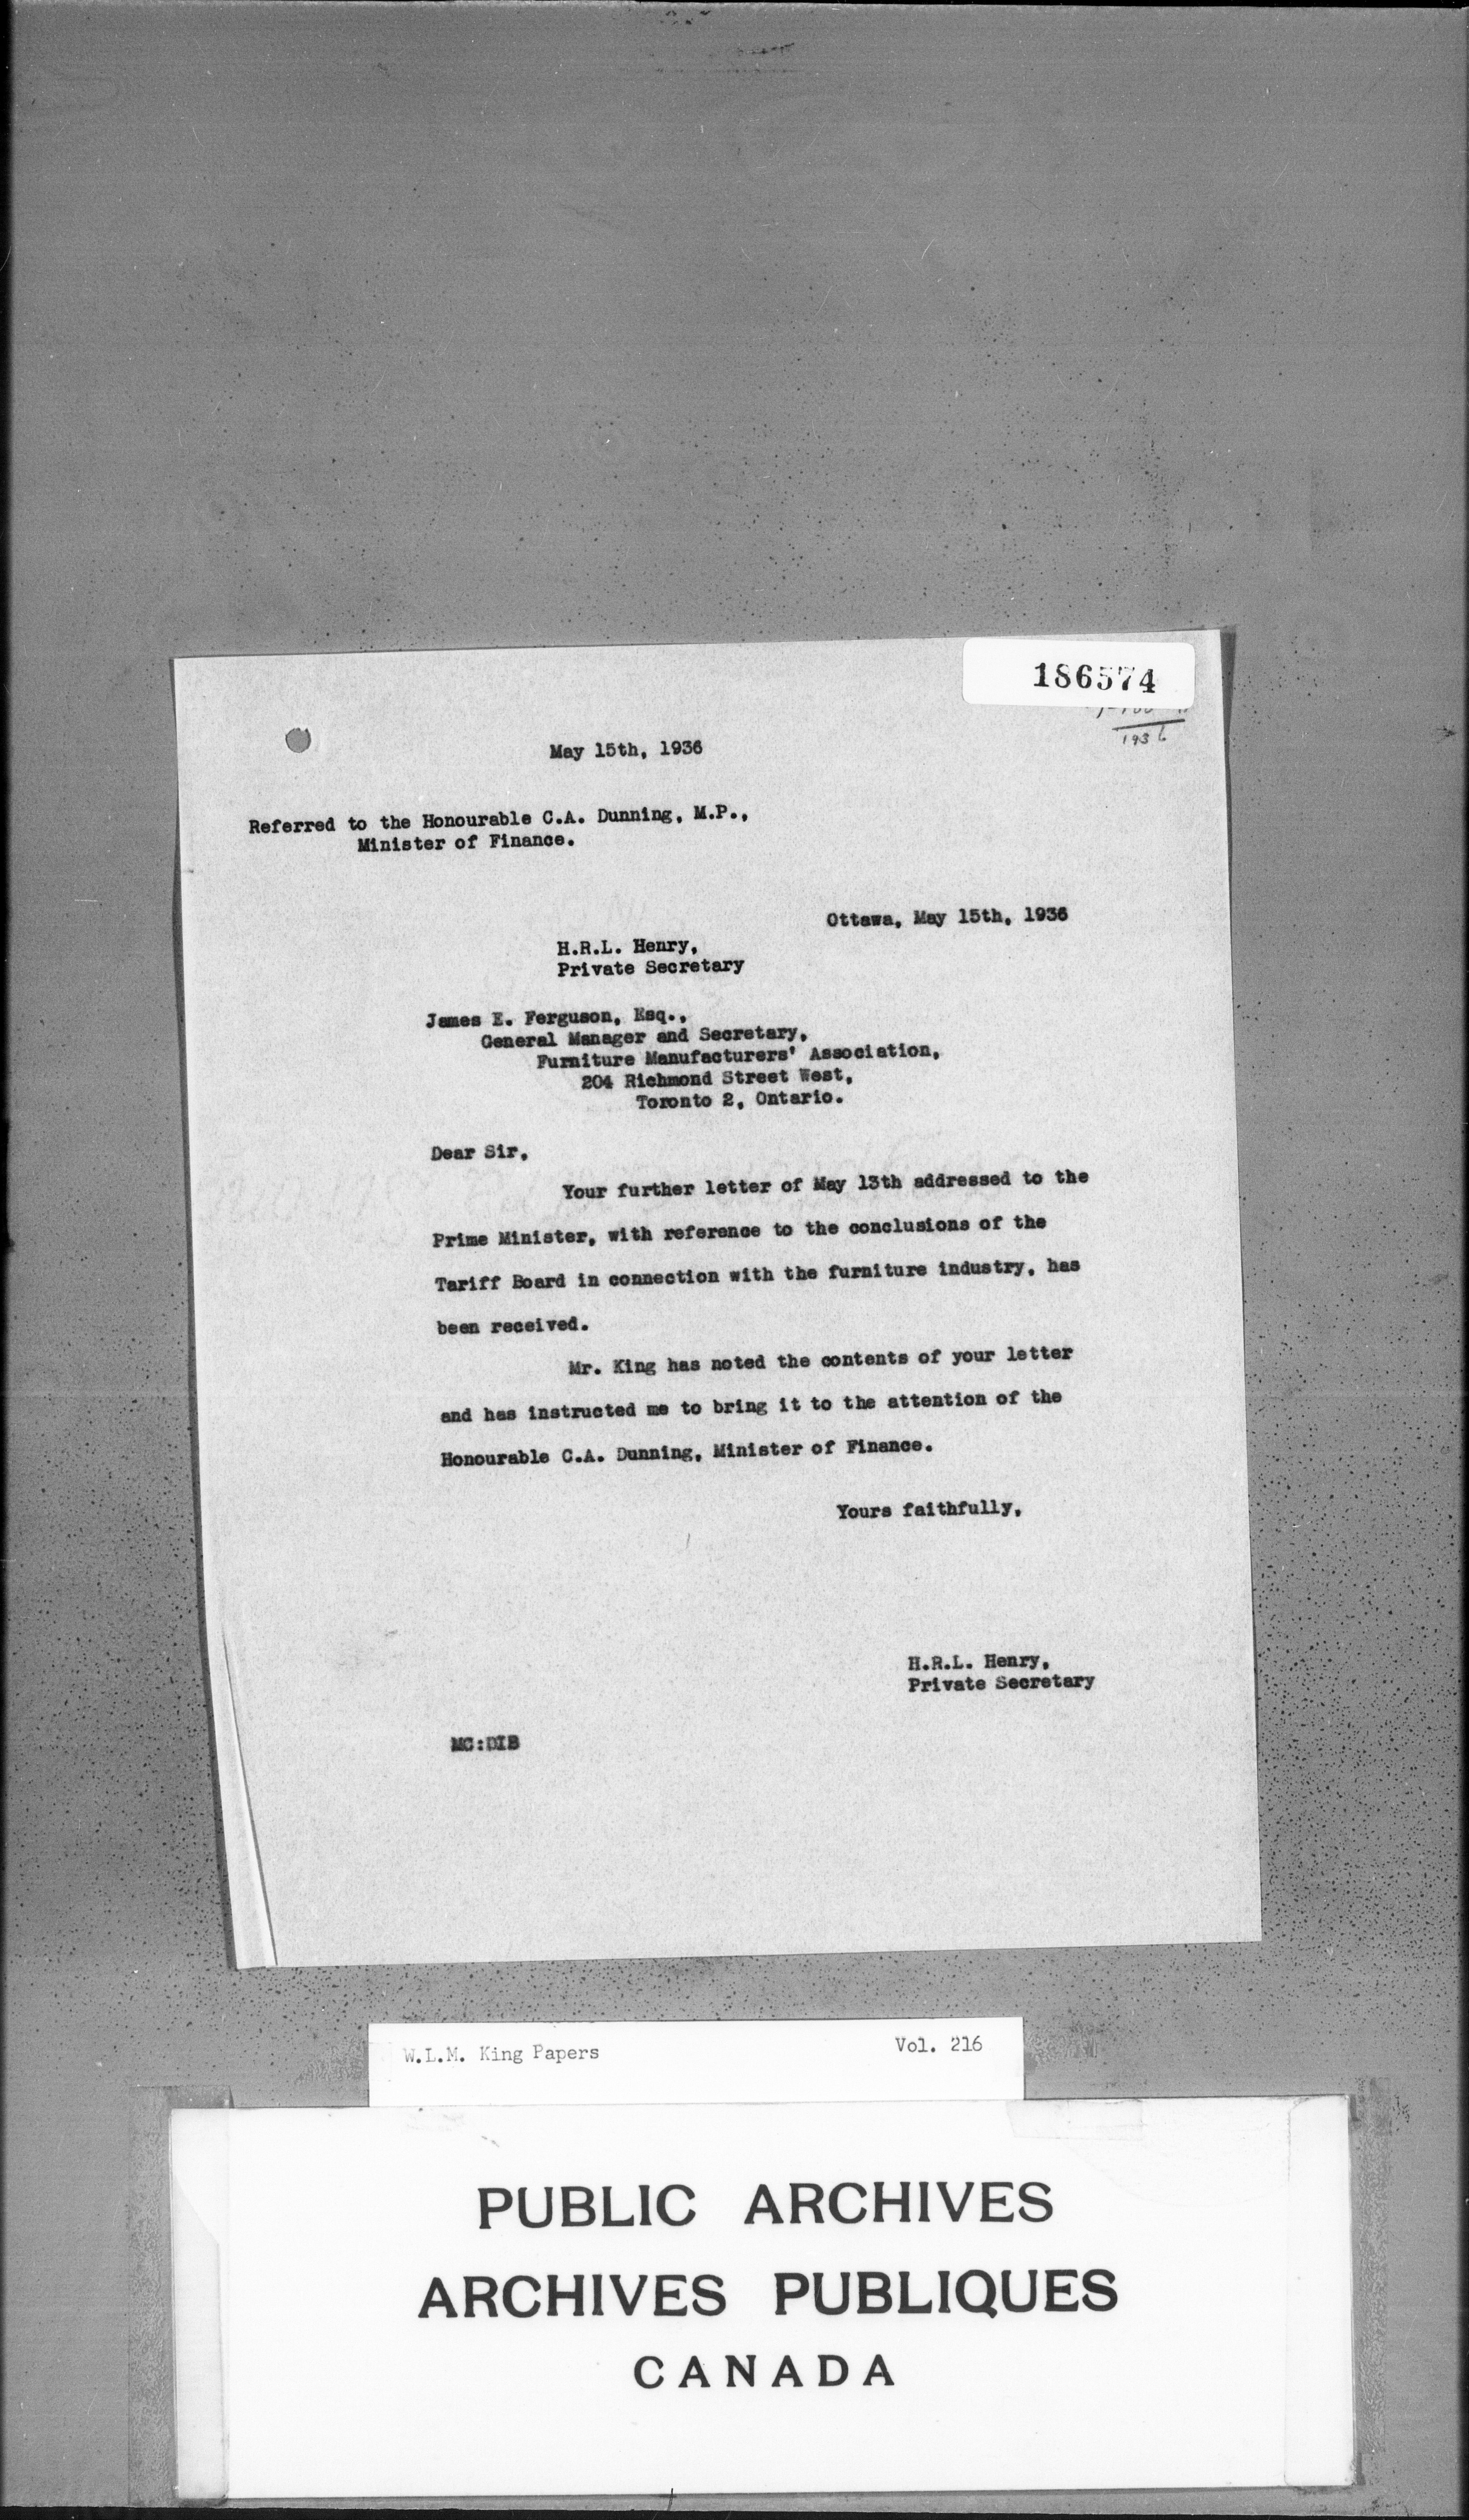 186574
1936
May 15th, 1936
Referred to the Honourable C.A. Dunning, M.P.,
Minister of Finance.
Ottawa, May 15th, 1936
H.R.L. Henry,
Private Secretary
James E. Ferguson, Esq.,
General Manager and Secretary,
Furniture Manufacturers' Association,
204 Richmond Street West,
Toronto 2, Ontario.
Dear Sir,
Your further letter of May 13th addressed to the
Prime Minister, with reference to the conclusions of the
Tariff Board in connection with the furniture industry, has
been received.
Mr. King has noted the contents of your letter
and has instructed me to bring it to the attention of the
Honourable C.A. Dunning, Minister of Finance.
Yours faithfully,
H.R.L. Henry,
Private Secretary
MC:DIB
W.L.M. King Papers Vol. 216
PUBLIC ARCHIVES
ARCHIVES PUBLIQUES
CANADA